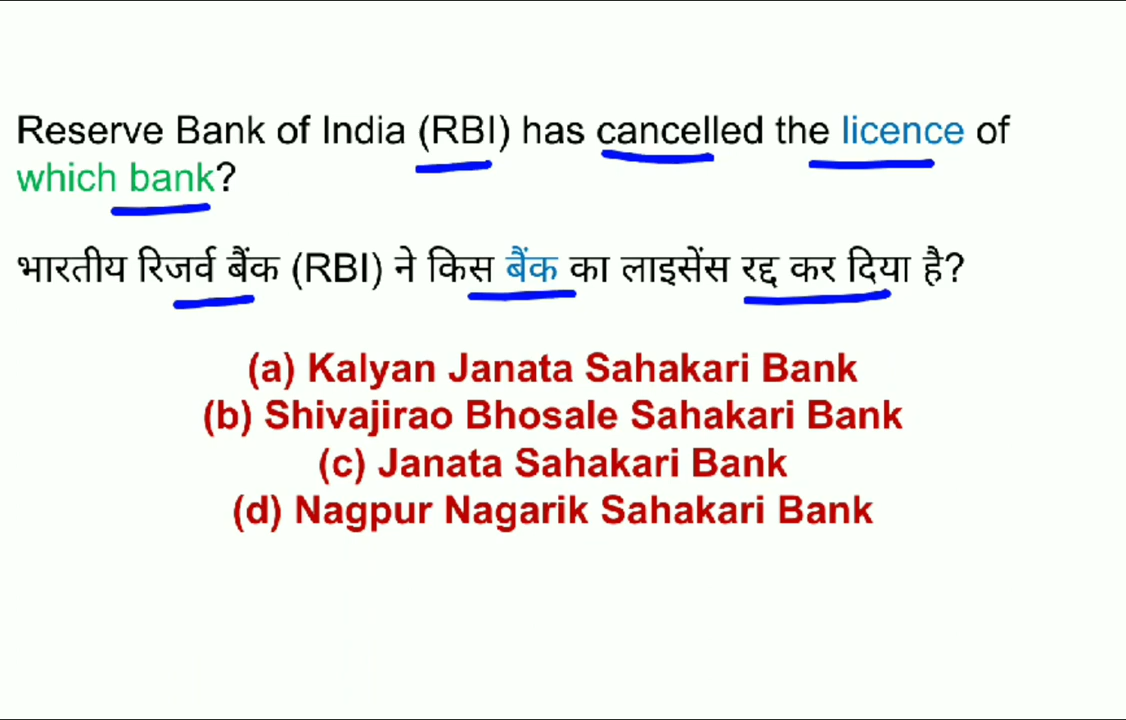 Reserve Bank of India (RBI) has cancelled the licence of
which bank?
भारतीय रिजर्व बैंक (RBI) ने किस बैंक का लाइसेंस रद्द कर दिया है?
(a) Kalyan Janata Sahakari Bank
(b) Shivajirao Bhosale Sahakari Bank
(c) Janata Sahakari Bank
(d) Nagpur Nagarik Sahakari Bank